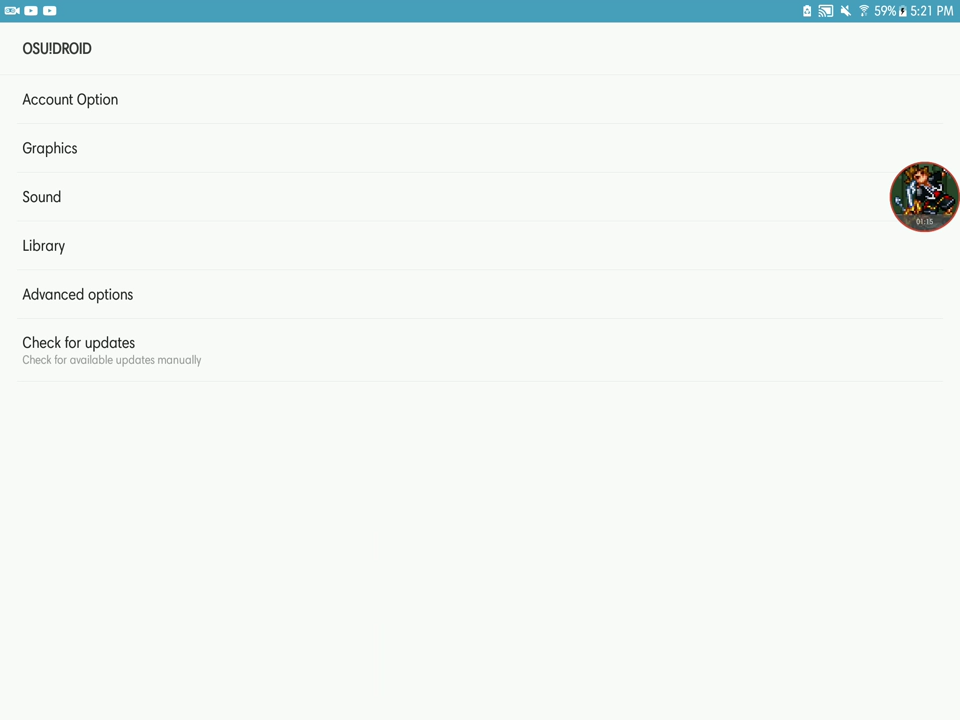 59% 5:21 PM
OSU!DROID
Account Option
Graphics
Sound
01:15
Library
Advanced options
Check for updates
Check for available updates manually